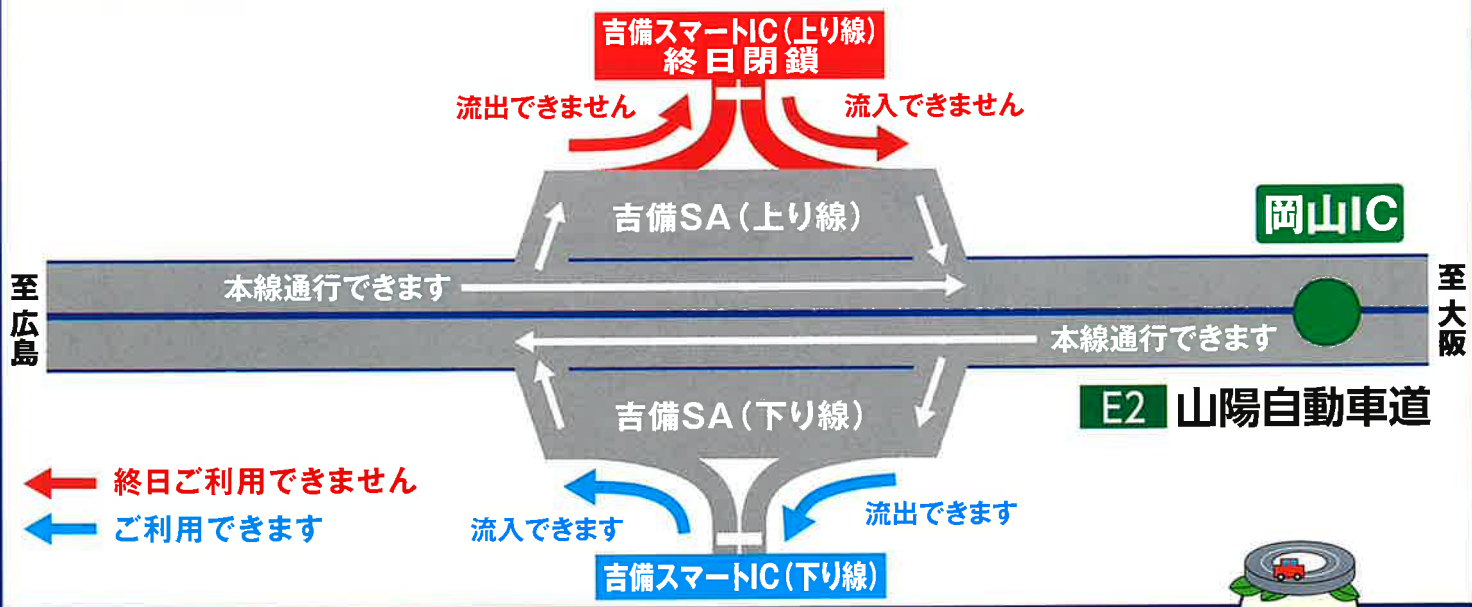 吉備スマートIC(上り線)
終日閉鎖
流出できません
流入できません
吉備SA(上り線)
岡山IC
至広島
本線通行できます
至大阪
本線通行できます
吉備SA(下り線)
E2 山陽自動車道
終日ご利用できません
ご利用できます
流入できます
流出できます
吉備スマートIC(下り線)